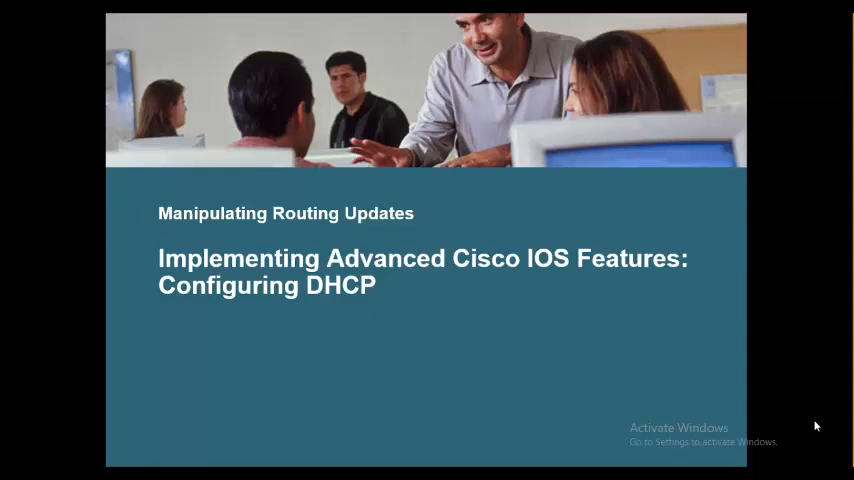 Manipulating Routing Updates
Implementing Advanced Cisco IOS Features:
Configuring DHCP
Activate Windows
Go to Settings to activate Windows.